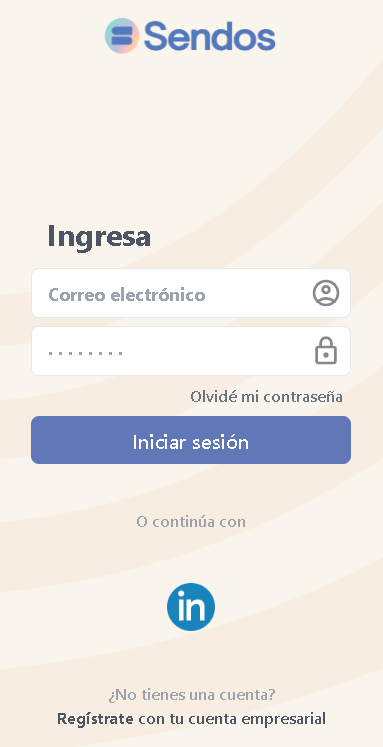 Sendos
Ingresa
Correo electrónico
........
Olvidé mi contraseña
Iniciar sesión
O continúa con
in
¿No tienes una cuenta?
Regístrate con tu cuenta empresarial